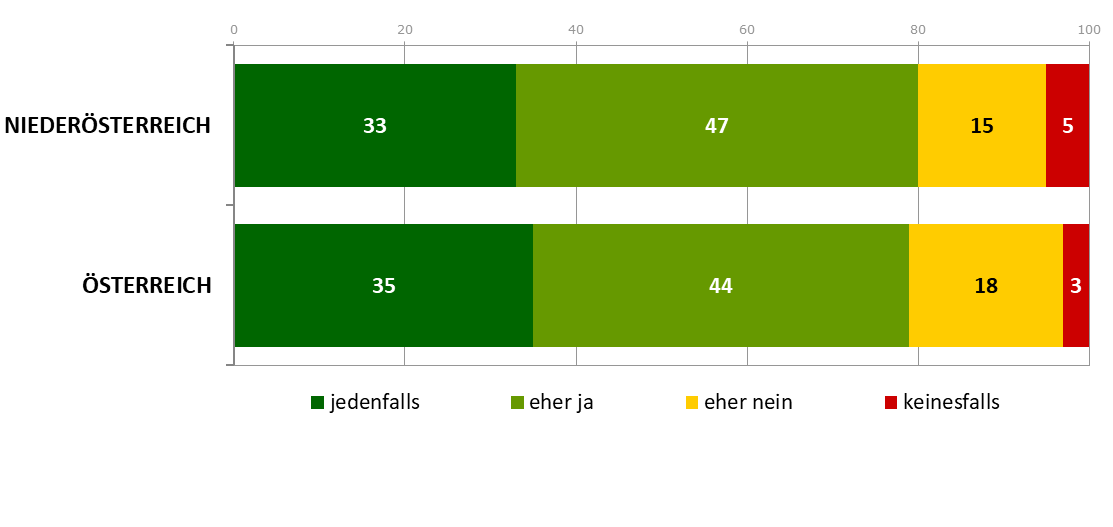 0 20 40 60 80 100
NIEDERÖSTERREICH 33 47 15 5
ÖSTERREICH 35 44 18 3
jedenfalls eher ja eher nein keinesfalls